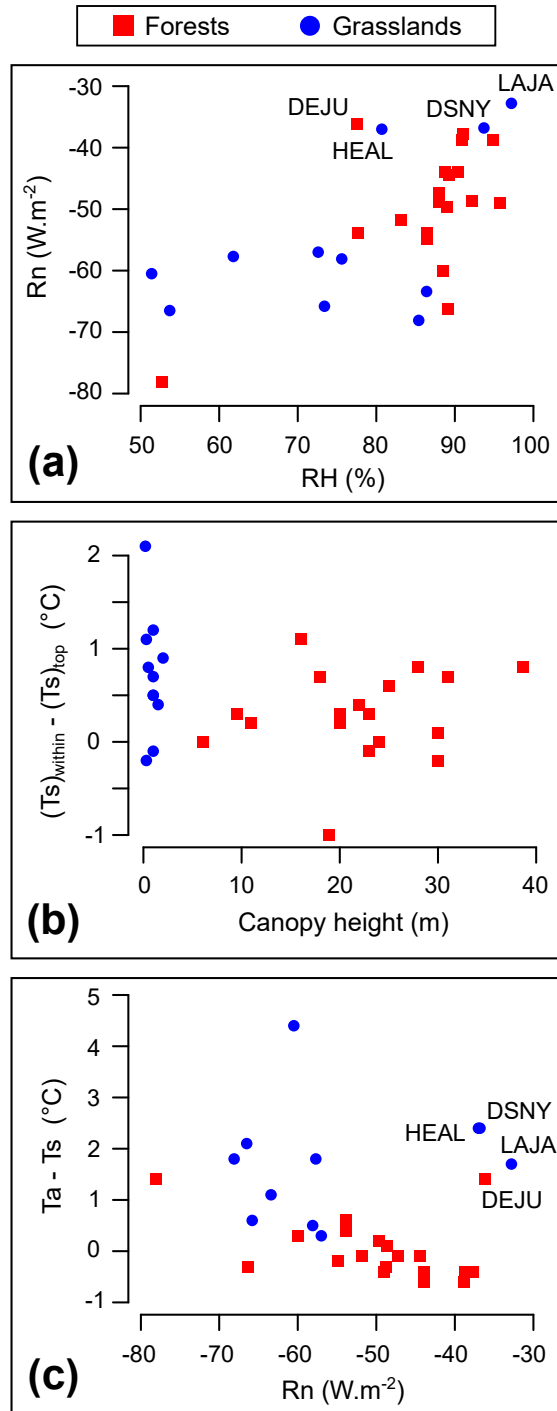 Forests Grasslands
-30
-40
-50
-60
-70
-80
Rn (W.m-2)
DEJU
HEAL
DSNY
LAJA
50 60 70 80 90 100
RH (%)
(a)
2
1
0
-1
(Ts)within - (Ts)top (°C)
0 10 20 30 40
Canopy height (m)
(b)
5
4
3
2
1
0
-1
Ta - Ts (°C)
HEAL
DSNY
LAJA
DEJU
-80 -70 -60 -50 -40 -30
Rn (W.m-2)
(c)